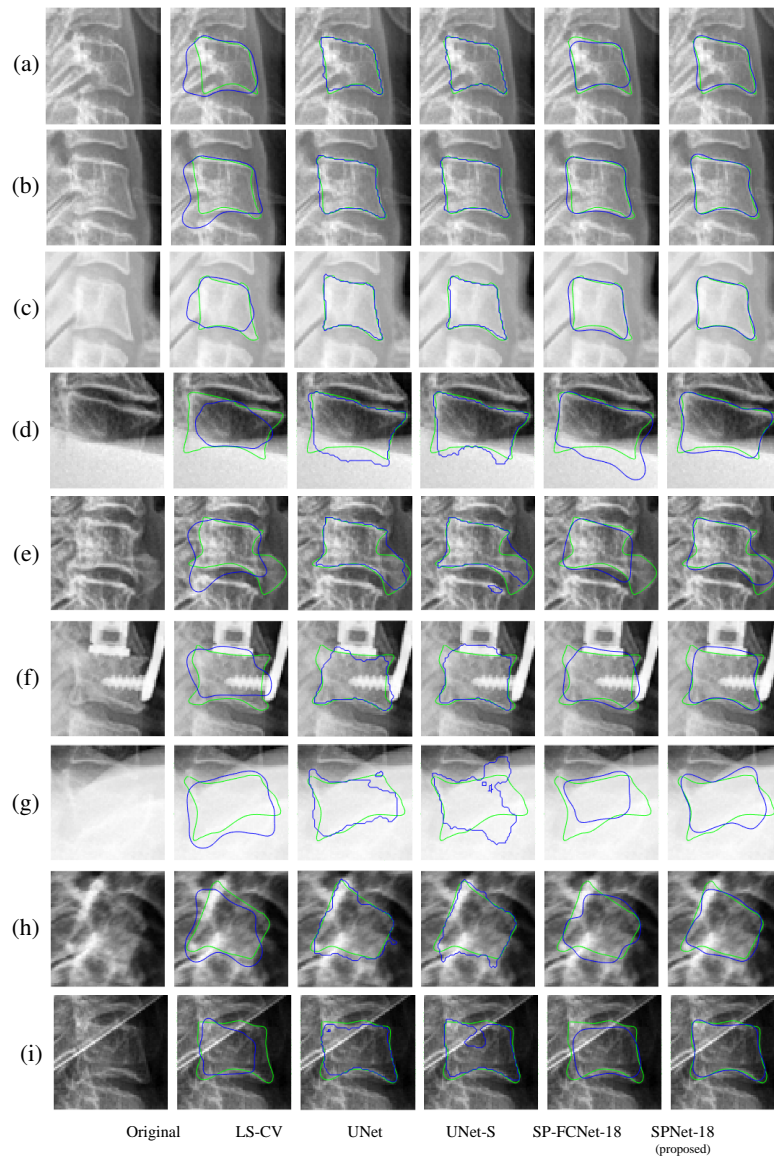 (a)
(b)
(c)
(d)
(e)
(f)
(g)
(h)
(i)
Original LS-CV UNet UNet-S SP-FCNet-18 SPNet-18
(proposed)